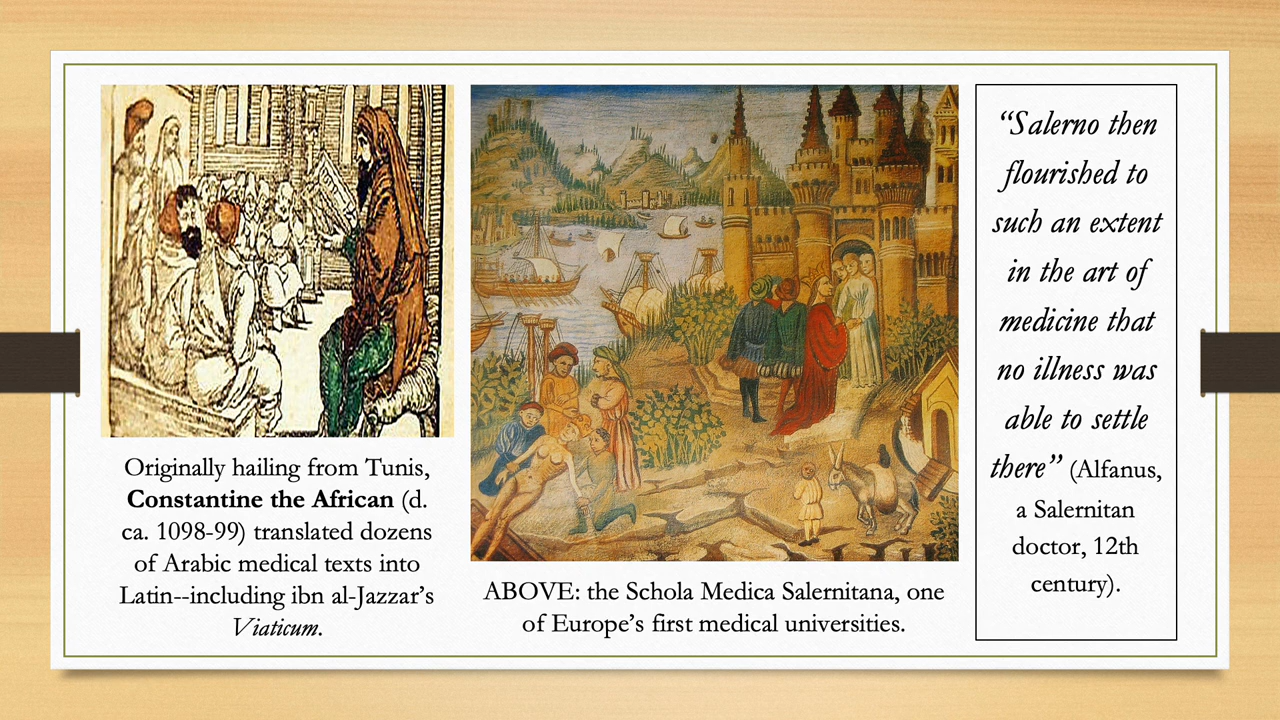 Originally hailing from Tunis,
Constantine the African (d.
ca. 1098-99) translated dozens
of Arabic medical texts into
Latin--including ibn al-Jazzar’s
Viaticum.
ABOVE: the Schola Medica Salernitana, one
of Europe’s first medical universities.
“Salerno then
flourished to
such an extent
in the art of
medicine that
no illness was
able to settle
there” (Alfanus,
a Salernitan
doctor, 12th
century).